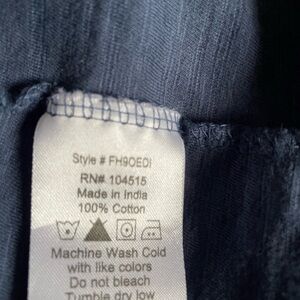 Style # FH9OEDI
RN# 104515
Made in India
100% Cotton
Machine Wash Cold
with like colors
Do not bleach
Tumble dry low